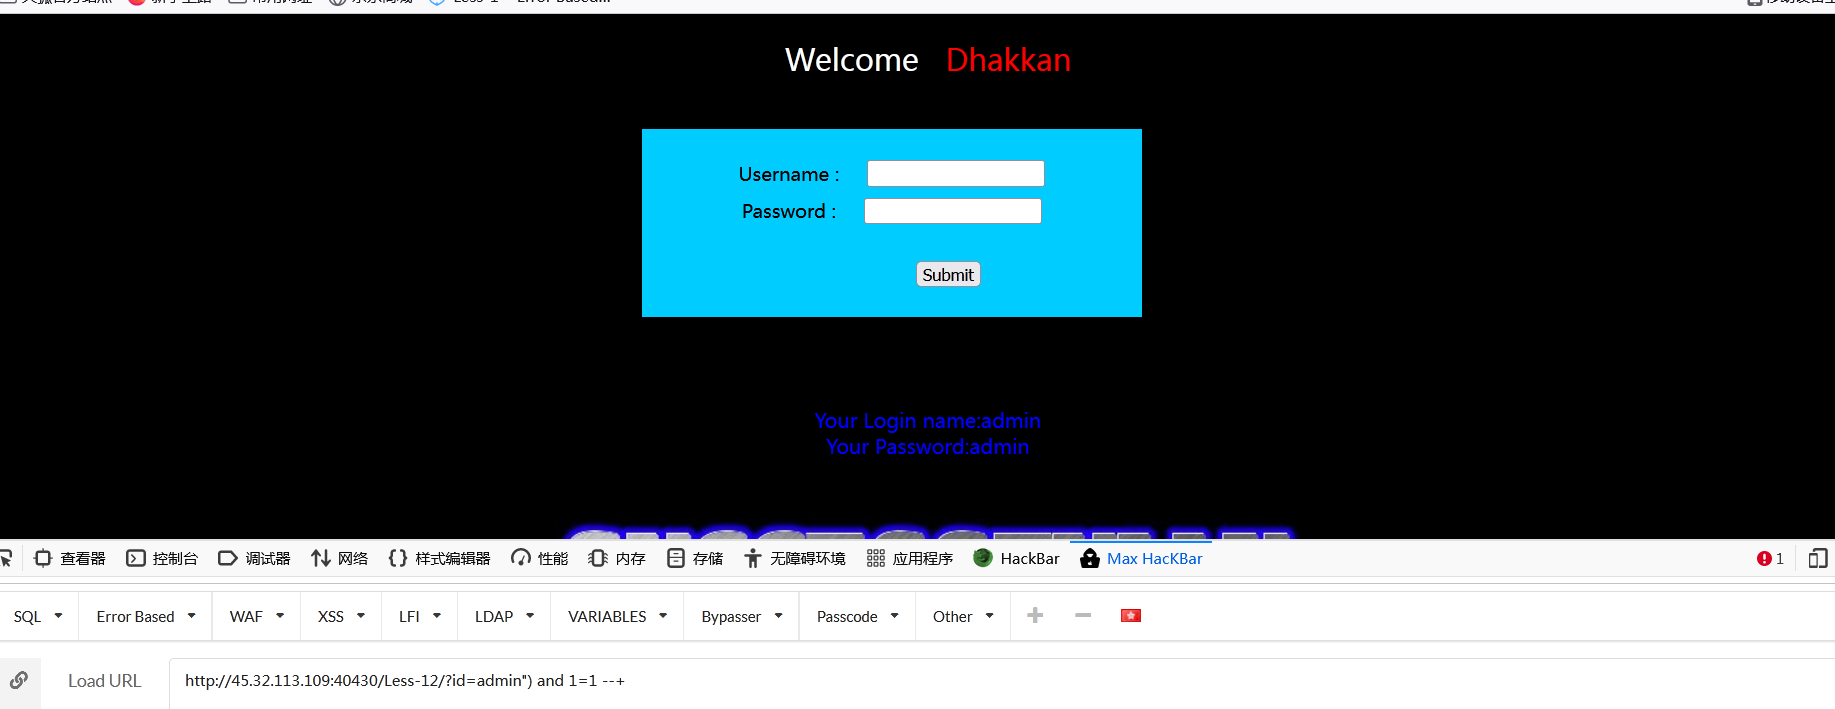 Welcome Dhakkan
Username :
Password :
Submit
Your Login name:admin
Your Password:admin
查看器 控制台 调试器 网络 样式编辑器 性能 内存 存储 无障碍环境 应用程序 HackBar Max HacKBar 1
SQL Error Based WAF XSS LFI LDAP VARIABLES Bypasser Passcode Other
Load URL http://45.32.113.109:40430/Less-12/?id=admin") and 1=1 --+